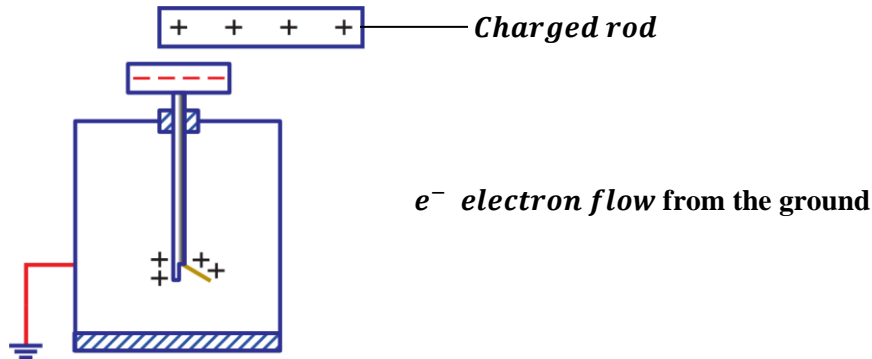 + + + +
Charged rod
− − − − −
e⁻ electron flow from the ground
+ +
+ +